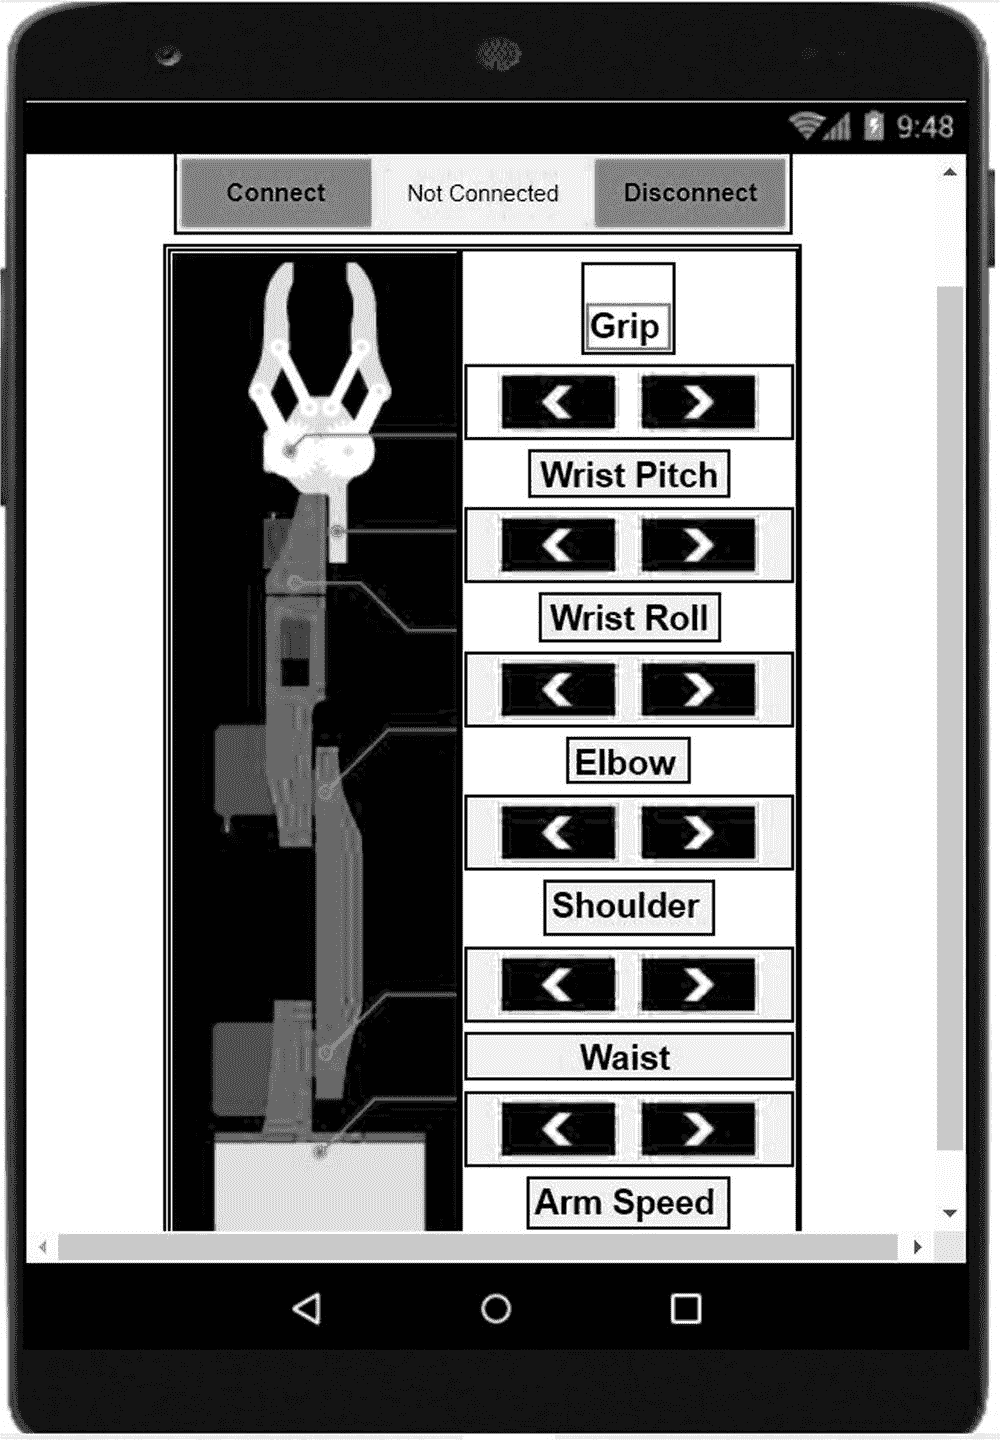 9:48
Connect Not Connected Disconnect
Grip
Wrist Pitch
Wrist Roll
Elbow
Shoulder
Waist
Arm Speed